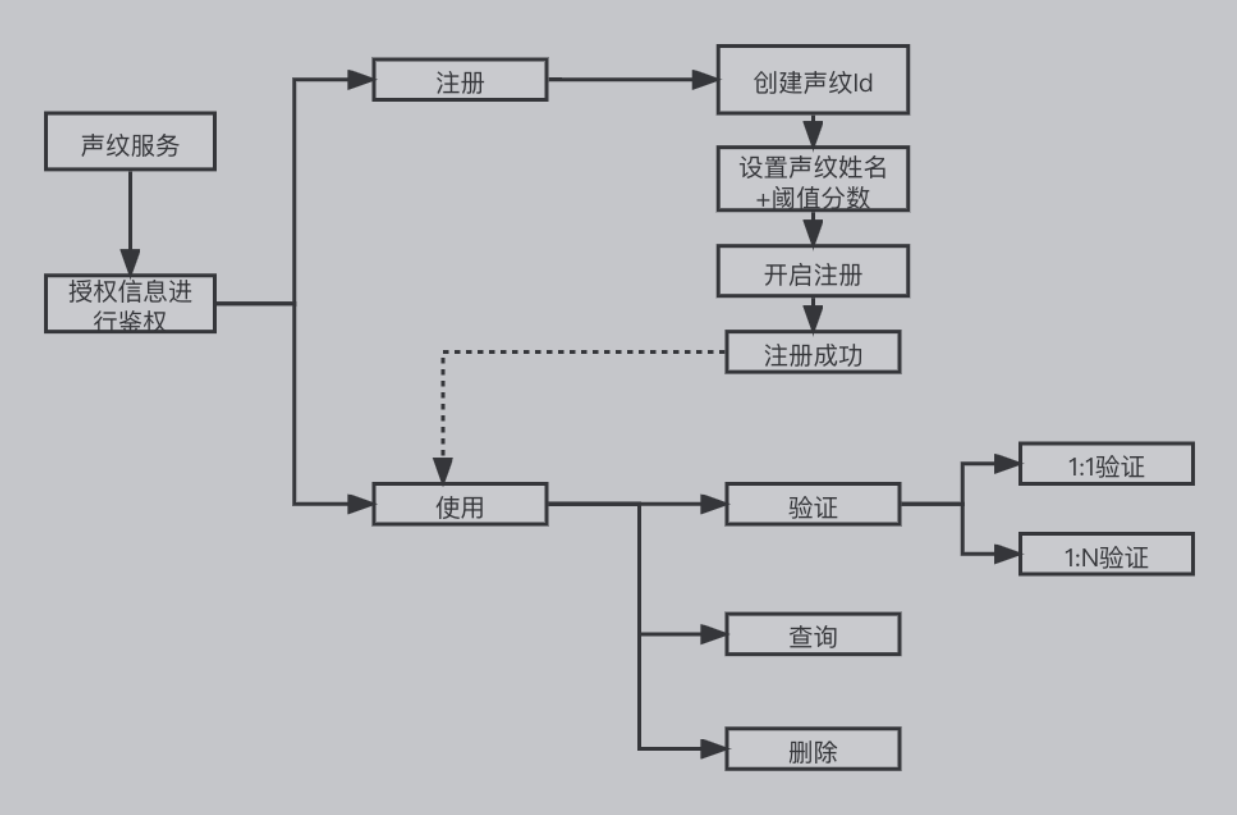 声纹服务
授权信息进
行鉴权
注册
创建声纹Id
设置声纹姓名
+阈值分数
开启注册
注册成功
使用
验证
1:1验证
1:N验证
查询
删除